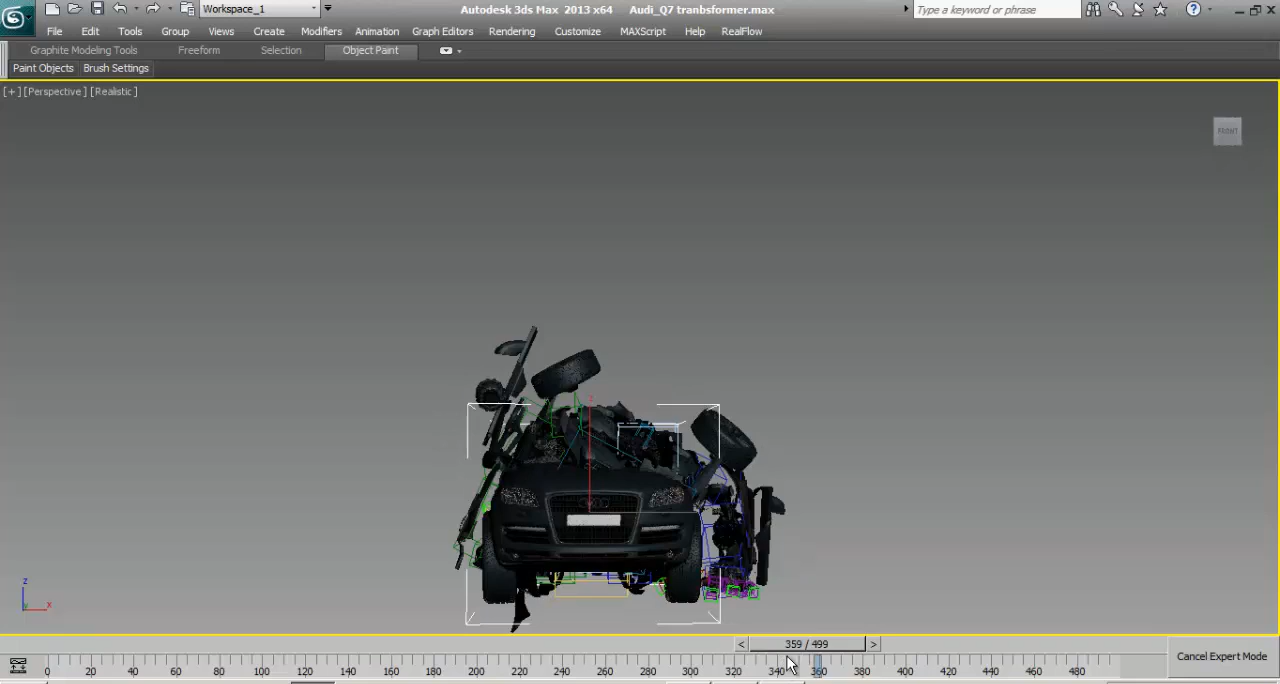 Workspace_1 Autodesk 3ds Max 2013 x64 Audi_Q7 tranbsformer.max Type a keyword or phrase
File Edit Tools Group Views Create Modifiers Animation Graph Editors Rendering Customize MAXScript Help RealFlow
Graphite Modeling Tools Freeform Selection Object Paint
Paint Objects Brush Settings
[+] [Perspective] [Realistic]
FRONT
z
z
x
< 359 / 499 >
Cancel Expert Mode
0 20 40 60 80 100 120 140 160 180 200 220 240 260 280 300 320 340 360 380 400 420 440 460 480